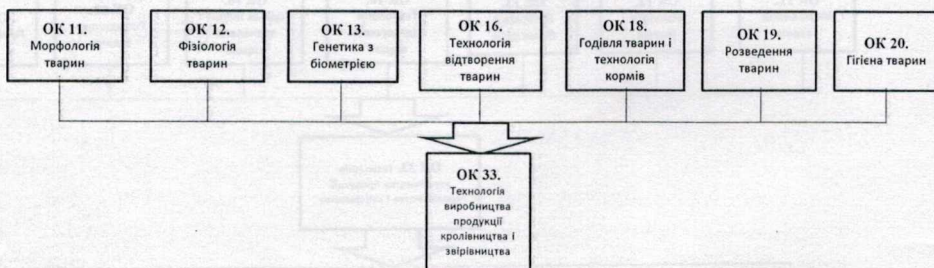 ОК 11.
Морфологія
тварин
ОК 12.
Фізіологія
тварин
ОК 13.
Генетика з
біометрією
ОК 16.
Технологія
відтворення
тварин
ОК 18.
Годівля тварин і
технологія
кормів
ОК 19.
Розведення
тварин
ОК 20.
Гігієна тварин
ОК 33.
Технологія
виробництва
продукції
кролівництва і
звірівництва